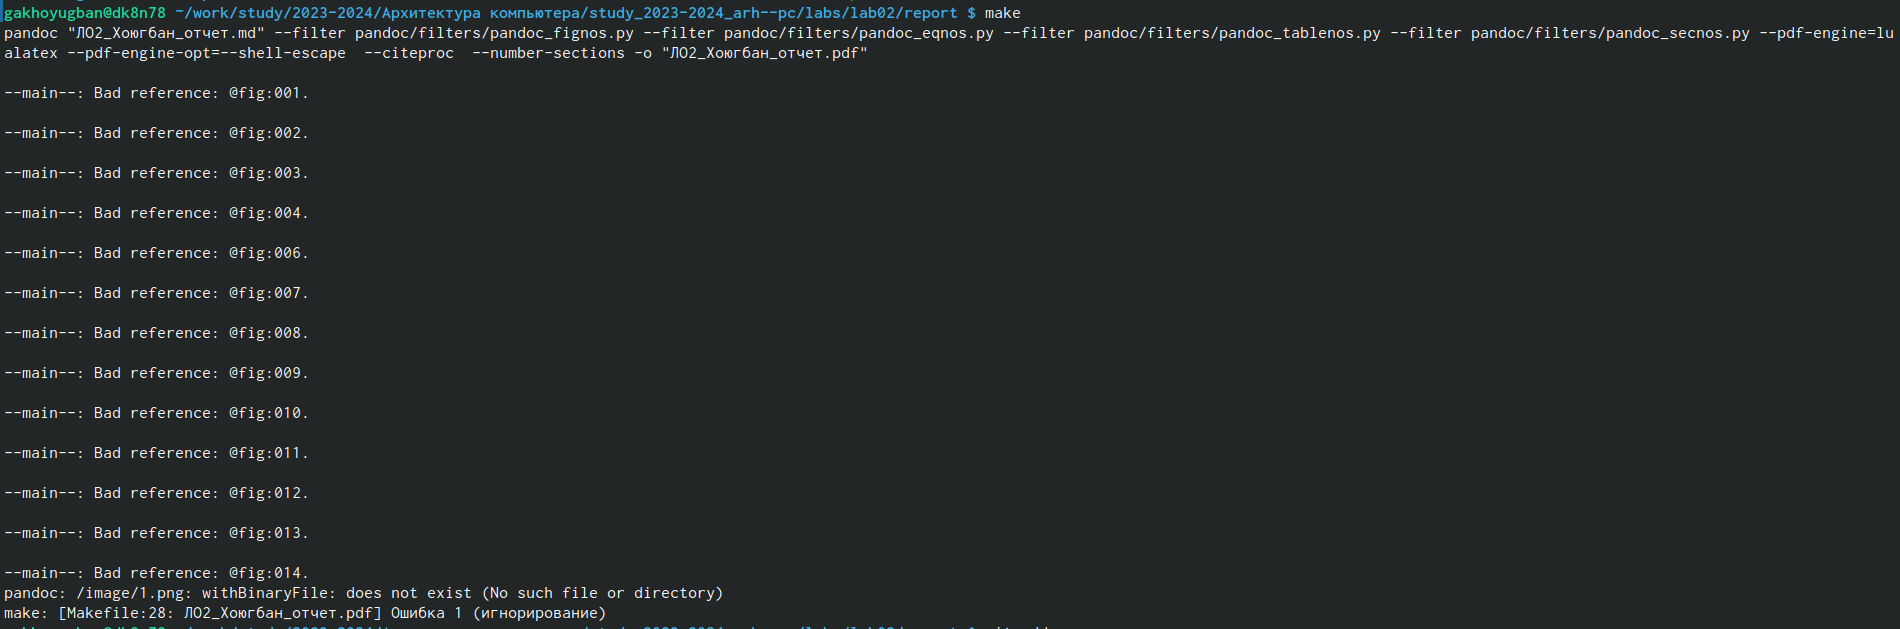 gakhoyugban@dk8n78 ~/work/study/2023-2024/Архитектура компьютера/study_2023-2024_arh--pc/labs/lab02/report $ make
pandoc "ЛО2_Хоюгбан_отчет.md" --filter pandoc/filters/pandoc_fignos.py --filter pandoc/filters/pandoc_eqnos.py --filter pandoc/filters/pandoc_tablenos.py --filter pandoc/filters/pandoc_secnos.py --pdf-engine=lu
alatex --pdf-engine-opt=--shell-escape  --citeproc  --number-sections -o "ЛО2_Хоюгбан_отчет.pdf"
--main--: Bad reference: @fig:001.
--main--: Bad reference: @fig:002.
--main--: Bad reference: @fig:003.
--main--: Bad reference: @fig:004.
--main--: Bad reference: @fig:006.
--main--: Bad reference: @fig:007.
--main--: Bad reference: @fig:008.
--main--: Bad reference: @fig:009.
--main--: Bad reference: @fig:010.
--main--: Bad reference: @fig:011.
--main--: Bad reference: @fig:012.
--main--: Bad reference: @fig:013.
--main--: Bad reference: @fig:014.
pandoc: /image/1.png: withBinaryFile: does not exist (No such file or directory)
make: [Makefile:28: ЛО2_Хоюгбан_отчет.pdf] Ошибка 1 (игнорирование)